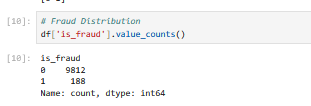 [10]: # Fraud Distribution
df['is_fraud'].value_counts()
[10]: is_fraud
0    9812
1     188
Name: count, dtype: int64